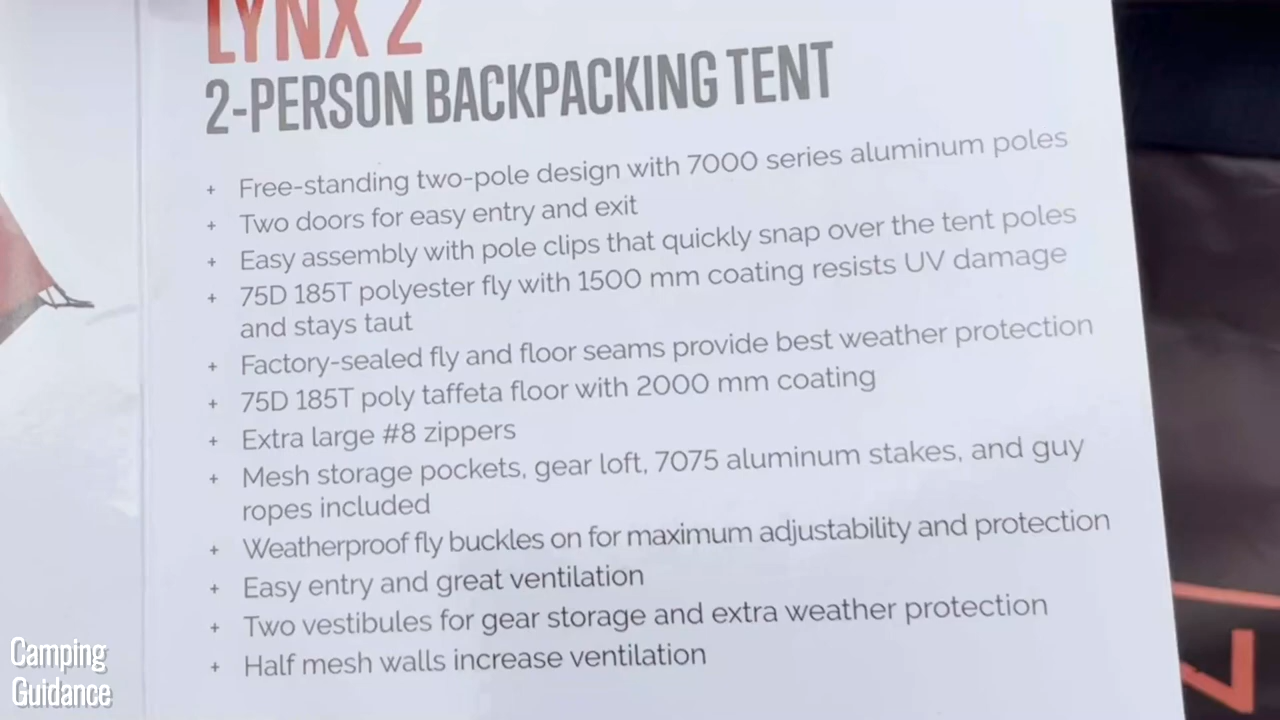 LYNX 2
2-PERSON BACKPACKING TENT
+ Free-standing two-pole design with 7000 series aluminum poles
+ Two doors for easy entry and exit
+ Easy assembly with pole clips that quickly snap over the tent poles
+ 75D 185T polyester fly with 1500 mm coating resists UV damage
and stays taut
+ Factory-sealed fly and floor seams provide best weather protection
+ 75D 185T poly taffeta floor with 2000 mm coating
+ Extra large #8 zippers
+ Mesh storage pockets, gear loft, 7075 aluminum stakes, and guy
ropes included
+ Weatherproof fly buckles on for maximum adjustability and protection
+ Easy entry and great ventilation
+ Two vestibules for gear storage and extra weather protection
+ Half mesh walls increase ventilation
Camping
Guidance